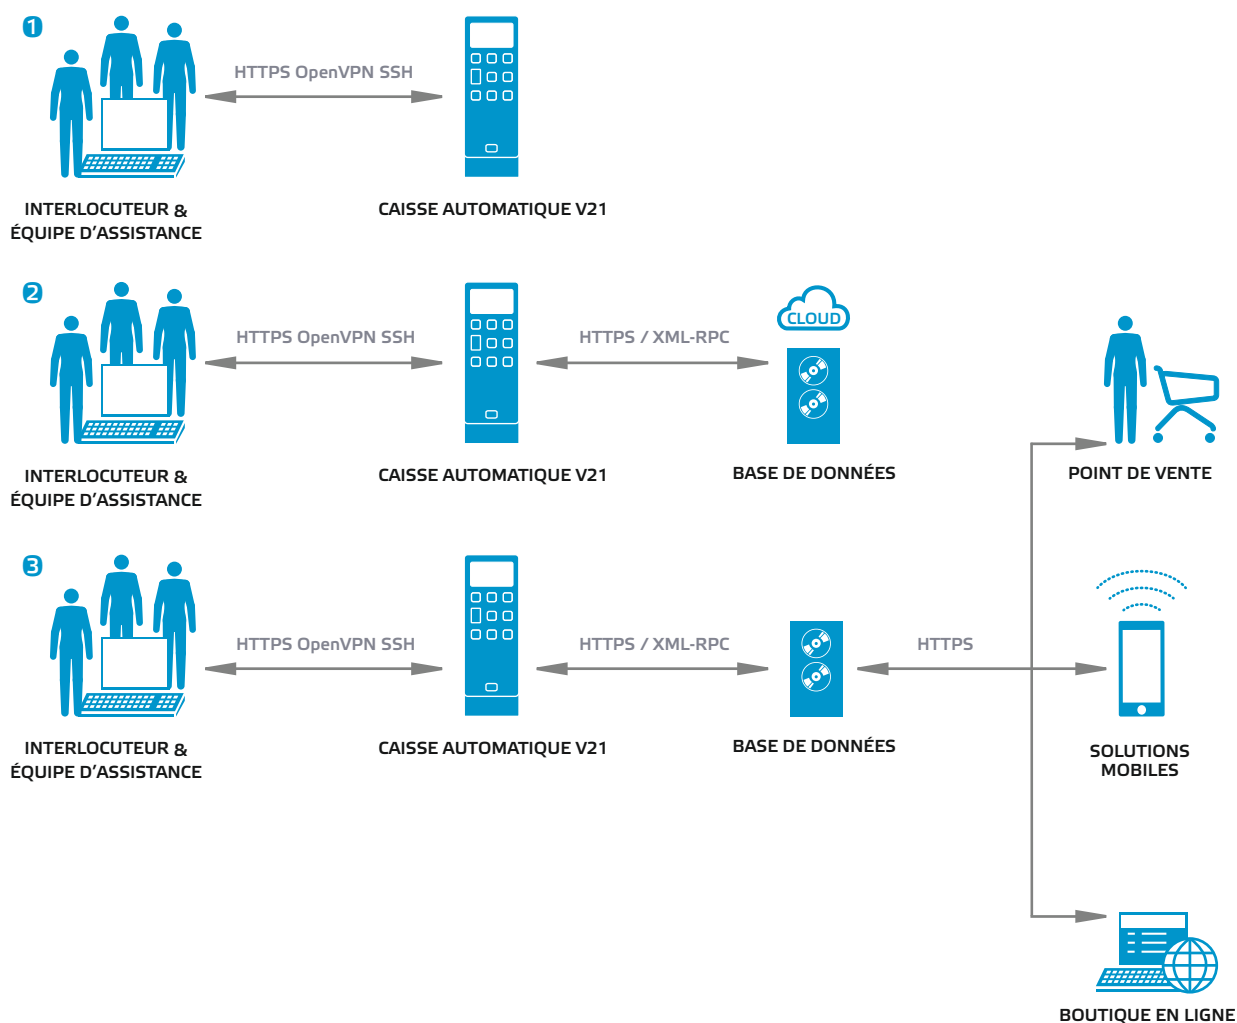 1
HTTPS OpenVPN SSH
INTERLOCUTEUR &
ÉQUIPE D'ASSISTANCE
CAISSE AUTOMATIQUE V21
2
HTTPS OpenVPN SSH
HTTPS / XML-RPC
CLOUD
INTERLOCUTEUR &
ÉQUIPE D'ASSISTANCE
CAISSE AUTOMATIQUE V21
BASE DE DONNÉES
POINT DE VENTE
3
HTTPS OpenVPN SSH
HTTPS / XML-RPC
HTTPS
INTERLOCUTEUR &
ÉQUIPE D'ASSISTANCE
CAISSE AUTOMATIQUE V21
BASE DE DONNÉES
SOLUTIONS
MOBILES
BOUTIQUE EN LIGNE